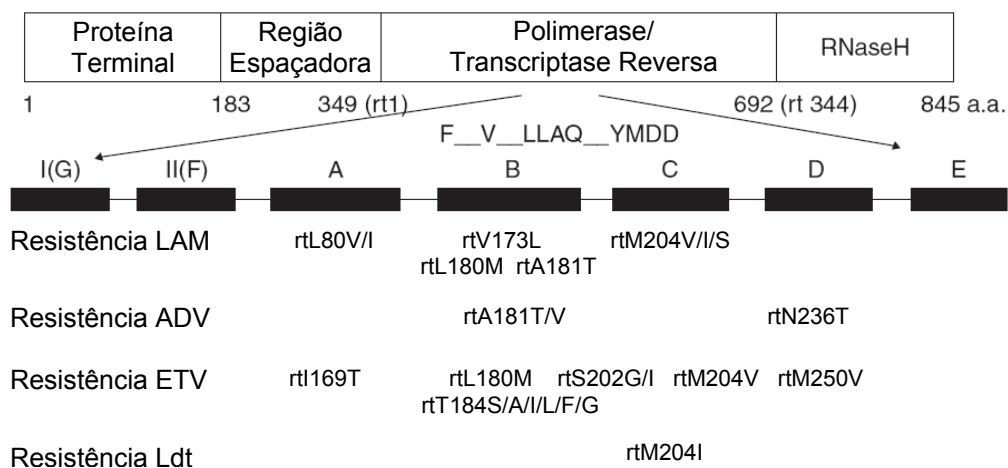 Proteína Terminal
Região Espaçadora
Polimerase/ Transcriptase Reversa
RNaseH
1 183 349 (rt1) 692 (rt 344) 845 a.a.
F__V__LLAQ__YMDD
I(G) II(F) A B C D E
Resistência LAM rtL80V/I rtV173L rtM204V/I/S
rtL180M rtA181T
Resistência ADV rtA181T/V rtN236T
Resistência ETV rtI169T rtL180M rtS202G/I rtM204V rtM250V
rtT184S/A/I/L/F/G
Resistência Ldt rtM204I